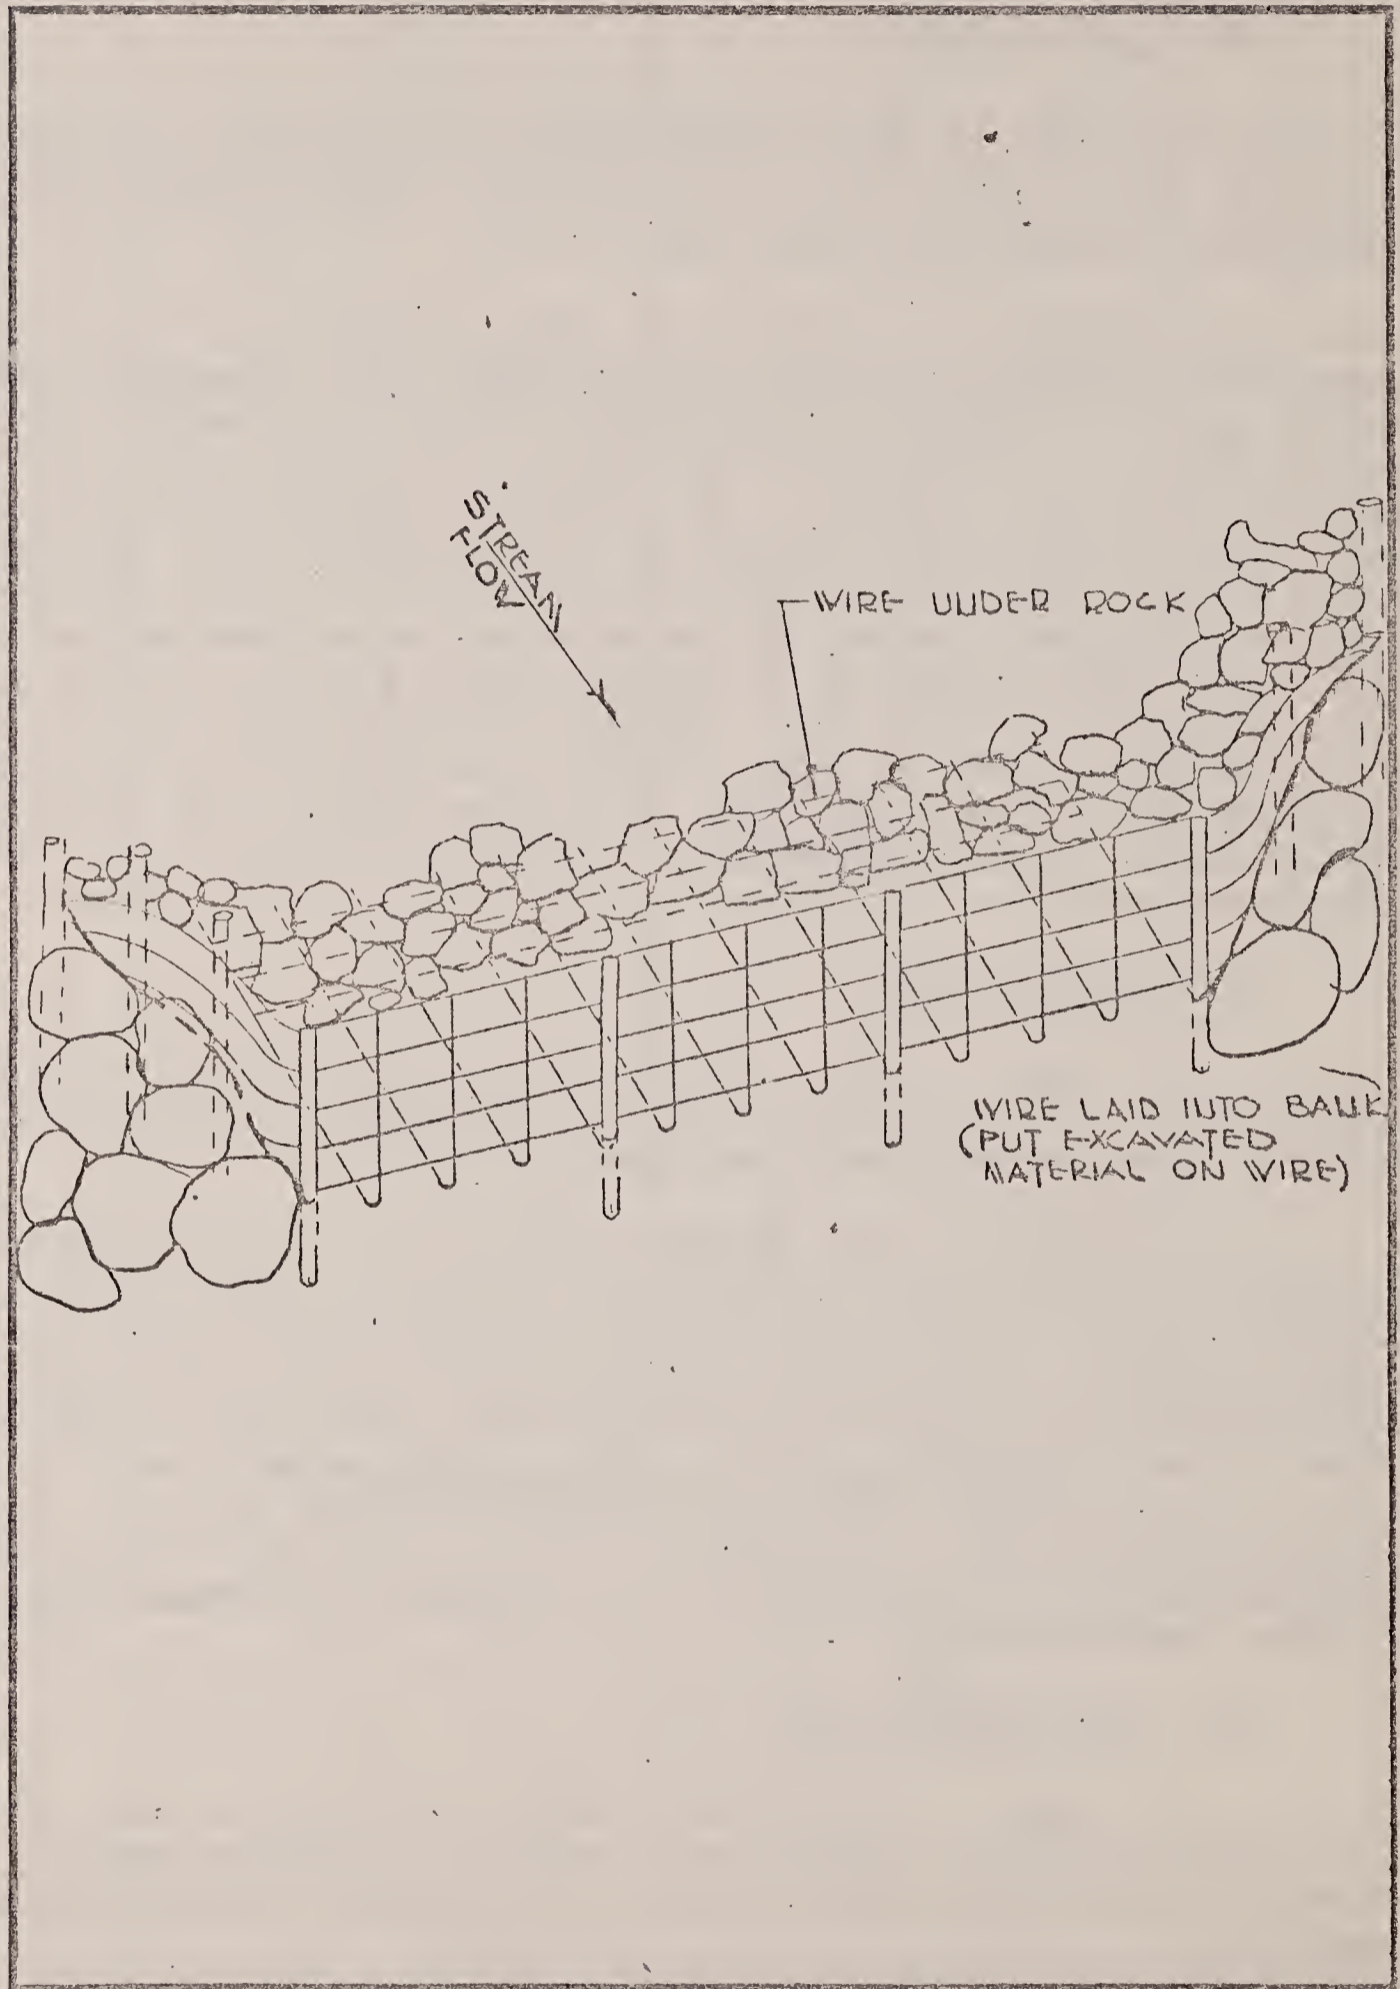 STREAM
FLOW
WIRE UNDER ROCK
WIRE LAID INTO BANK
(PUT EXCAVATED
MATERIAL ON WIRE)